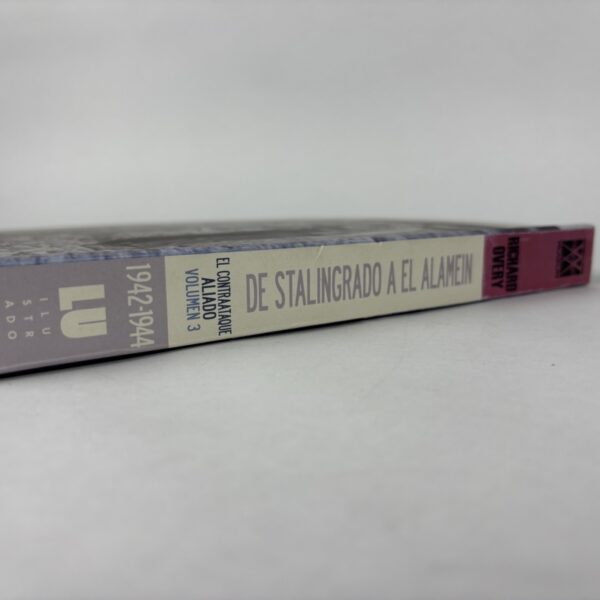 LU
ILU
STR
ADO
1942-1944
EL CONTRAATAQUE
ALIADO
VOLUMEN 3
DE STALINGRADO A EL ALAMEIN
RICHARD
OVERY